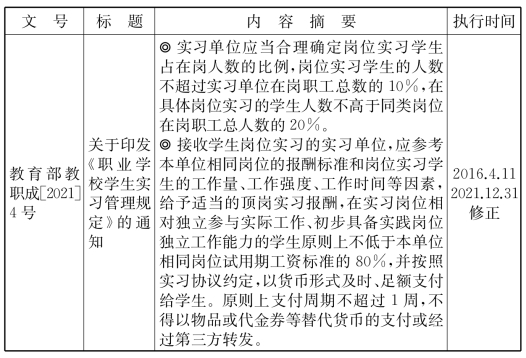 文 号
标 题
内 容 摘 要
执行时间
教育部教
职成[2021]
4号
关于印发
《职业学
校学生实
习管理规
定》的通
知
◎ 实习单位应当合理确定岗位实习学生
占在岗人数的比例,岗位实习学生的人数
不超过实习单位在岗职工总数的 10%,在
具体岗位实习的学生人数不高于同类岗位
在岗职工总人数的 20%。
◎ 接收学生岗位实习的实习单位,应参考
本单位相同岗位的报酬标准和岗位实习学
生的工作量、工作强度、工作时间等因素,
给予适当的顶岗实习报酬,在实习岗位相
对独立参与实际工作、初步具备实践岗位
独立工作能力的学生原则上不低于本单位
相同岗位试用期工资标准的 80%,并按照
实习协议约定,以货币形式及时、足额支付
给学生。原则上支付周期不超过 1 周,不
得以物品或代金券等替代货币的支付或经
过第三方转发。
2016.4.11
2021.12.31
修正